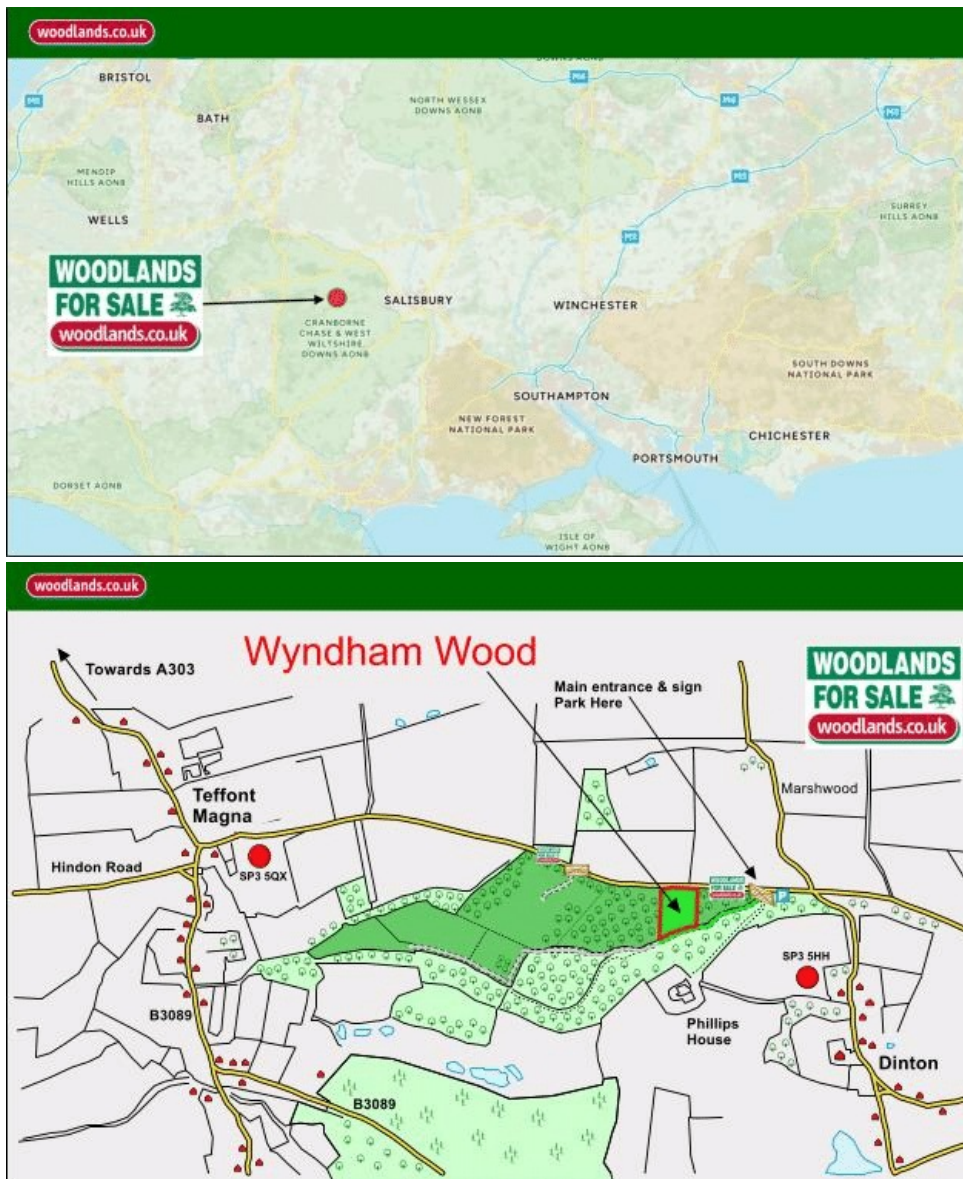 woodlands.co.uk
BRISTOL
BATH
NORTH WESSEX
DOWNS AONB
MENDIP
HILLS AONB
WELLS
SURREY
HILLS AONB
WOODLANDS
FOR SALE
woodlands.co.uk
SALISBURY
WINCHESTER
CRANBORNE
CHASE & WEST
WILTSHIRE
DOWNS AONB
SOUTH DOWNS
NATIONAL PARK
SOUTHAMPTON
NEW FOREST
NATIONAL PARK
CHICHESTER
PORTSMOUTH
DORSET AONB
ISLE OF
WIGHT AONB
woodlands.co.uk
Wyndham Wood
Towards A303
Main entrance & sign
Park Here
WOODLANDS
FOR SALE
woodlands.co.uk
Teffont
Magna
Marshwood
Hindon Road
SP3 5QX
WOODLANDS
FOR SALE
P
SP3 5HH
B3089
Phillips
House
Dinton
B3089